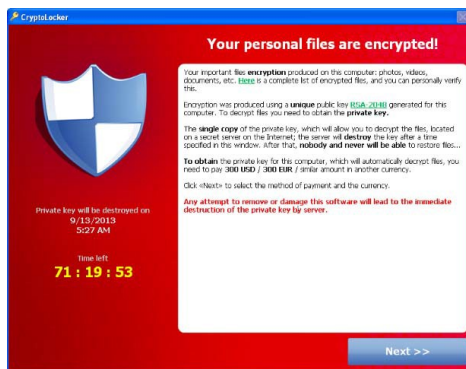 CryptoLocker
Your personal files are encrypted!
Your important files encryption produced on this computer: photos, videos,
documents, etc. Here is a complete list of encrypted files, and you can personally verify
this.
Encryption was produced using a unique public key RSA-2048 generated for this
computer. To decrypt files you need to obtain the private key.
The single copy of the private key, which will allow you to decrypt the files, located
on a secret server on the Internet; the server will destroy the key after a time
specified in this window. After that, nobody and never will be able to restore files...
To obtain the private key for this computer, which will automatically decrypt files, you
need to pay 300 USD / 300 EUR / similar amount in another currency.
Click «Next» to select the method of payment and the currency.
Any attempt to remove or damage this software will lead to the immediate
destruction of the private key by server.
Private key will be destroyed on
9/13/2013
5:27 AM
Time left
71 : 19 : 53
Next >>